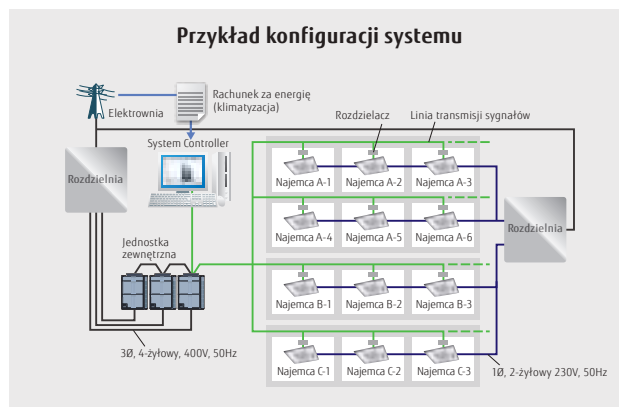 Przykład konfiguracji systemu
Elektrownia
Rachunek za energię
(klimatyzacja)
Rozdzielacz
Linia transmisji sygnałów
System Controller
Rozdzielnia
Najemca A-1
Najemca A-2
Najemca A-3
Rozdzielnia
Najemca A-4
Najemca A-5
Najemca A-6
Jednostka
zewnętrzna
Najemca B-1
Najemca B-2
Najemca B-3
3Ø, 4-żyłowy, 400V, 50Hz
Najemca C-1
Najemca C-2
Najemca C-3
1Ø, 2-żyłowy 230V, 50Hz